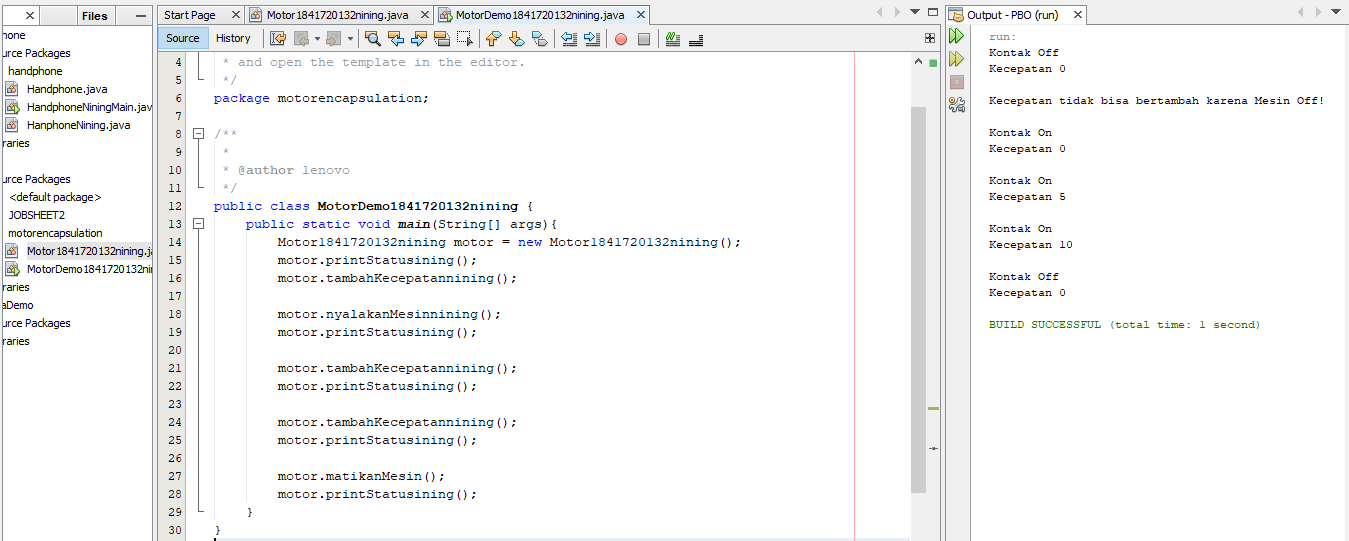 Files
Start Page
Motor1841720132nining.java
MotorDemo1841720132nining.java
Output - PBO (run)
Source
History
one
urce Packages
handphone
Handphone.java
HandphoneNiningMain.jav
HanphoneNining.java
raries
urce Packages
<default package>
JOBSHEET2
motorencapsulation
Motor1841720132nining.ja
MotorDemo1841720132nin
raries
aDemo
urce Packages
raries
4 * and open the template in the editor.
5 */
6 package motorencapsulation;
7
8 /**
9 *
10 * @author lenovo
11 */
12 public class MotorDemo1841720132nining {
13 public static void main(String[] args){
14 Motor1841720132nining motor = new Motor1841720132nining();
15 motor.printStatusining();
16 motor.tambahKecepatannining();
17
18 motor.nyalakanMesinnining();
19 motor.printStatusining();
20
21 motor.tambahKecepatannining();
22 motor.printStatusining();
23
24 motor.tambahKecepatannining();
25 motor.printStatusining();
26
27 motor.matikanMesin();
28 motor.printStatusining();
29 }
30 }
run:
Kontak Off
Kecepatan 0
Kecepatan tidak bisa bertambah karena Mesin Off!
Kontak On
Kecepatan 0
Kontak On
Kecepatan 5
Kontak On
Kecepatan 10
Kontak Off
Kecepatan 0
BUILD SUCCESSFUL (total time: 1 second)